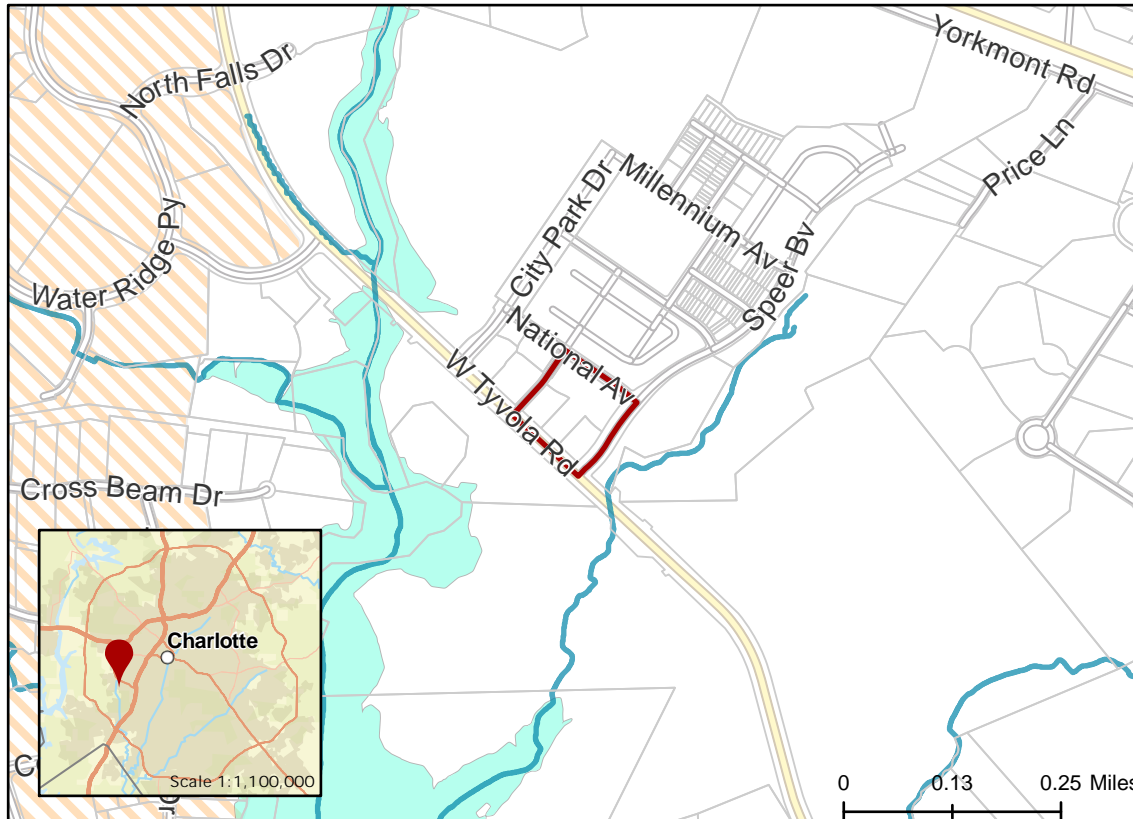 Yorkmont Rd
North Falls Dr
Price Ln
Millennium Av
City Park Dr
Water Ridge Py
Speer Bv
National Av
W Tyvola Rd
Cross Beam Dr
Charlotte
Scale 1:1,100,000
0 0.13 0.25 Miles